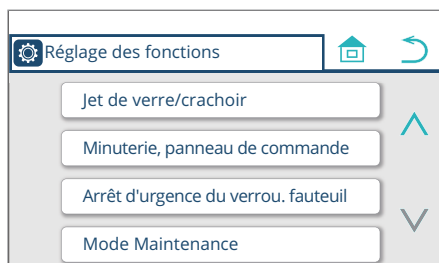 Réglage des fonctions
Jet de verre/crachoir
Minuterie, panneau de commande
Arrêt d'urgence du verrou. fauteuil
Mode Maintenance